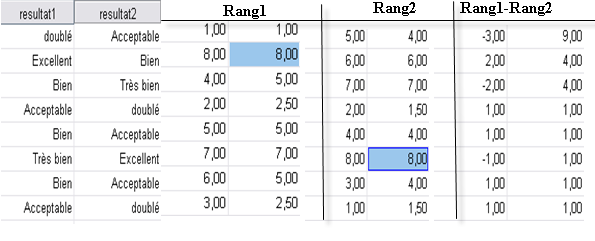 resultat1 resultat2 Rang1 Rang2 Rang1-Rang2
doublé Acceptable 1,00 1,00 5,00 4,00 -3,00 9,00
Excellent Bien 8,00 8,00 6,00 6,00 2,00 4,00
Bien Très bien 4,00 5,00 7,00 7,00 -2,00 4,00
Acceptable doublé 2,00 2,50 2,00 1,50 1,00 1,00
Bien Acceptable 5,00 5,00 4,00 4,00 1,00 1,00
Très bien Excellent 7,00 7,00 8,00 8,00 -1,00 1,00
Bien Acceptable 6,00 5,00 3,00 4,00 1,00 1,00
Acceptable doublé 3,00 2,50 1,00 1,50 1,00 1,00